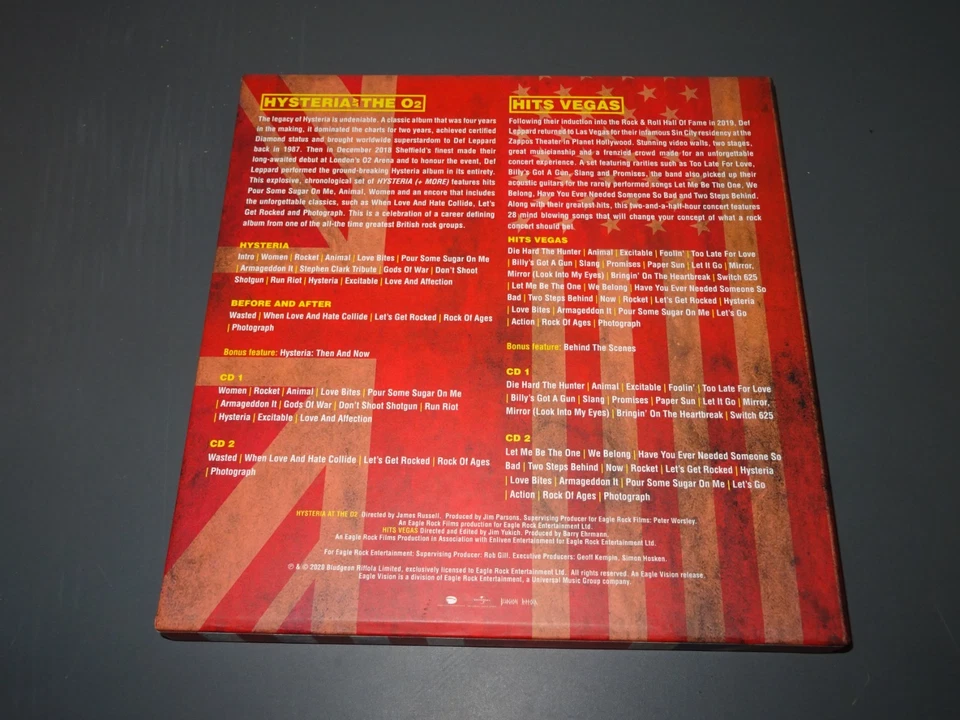 HYSTERIA AT THE O2
The legacy of Hysteria is undeniable. A classic album that was four years
in the making, it dominated the charts for two years, achieved certified
Diamond status and brought worldwide superstardom to Def Leppard
back in 1987. Then in December 2018 Sheffield's finest made their
long-awaited debut at London's O2 Arena and to honour the event, Def
Leppard performed the ground-breaking Hysteria album in its entirety.
This explosive, chronological set of HYSTERIA (+ MORE) features hits
Pour Some Sugar On Me, Animal, Women and an encore that includes
the unforgettable classics, such as When Love And Hate Collide, Let's
Get Rocked and Photograph. This is a celebration of a career defining
album from one of the all-the time greatest British rock groups.
HYSTERIA
Intro | Women | Rocket | Animal | Love Bites | Pour Some Sugar On Me
| Armageddon It | Stephen Clark Tribute | Gods Of War | Don't Shoot
Shotgun | Run Riot | Hysteria | Excitable | Love And Affection
BEFORE AND AFTER
Wasted | When Love And Hate Collide | Let's Get Rocked | Rock Of Ages
| Photograph
Bonus feature: Hysteria: Then And Now
CD 1
Women | Rocket | Animal | Love Bites | Pour Some Sugar On Me
| Armageddon It | Gods Of War | Don't Shoot Shotgun | Run Riot
| Hysteria | Excitable | Love And Affection
CD 2
Wasted | When Love And Hate Collide | Let's Get Rocked | Rock Of Ages
| Photograph
HITS VEGAS
Following their induction into the Rock & Roll Hall Of Fame in 2019, Def
Leppard returned to Las Vegas for their infamous Sin City residency at the
Zappos Theater in Planet Hollywood. Stunning video walls, two stages,
great musicianship and a frenzied crowd made for an unforgettable
concert experience. A set featuring rarities such as Too Late For Love,
Billy's Got A Gun, Slang and Promises, the band also picked up their
acoustic guitars for the rarely performed songs Let Me Be The One, We
Belong, Have You Ever Needed Someone So Bad and Two Steps Behind.
Along with their greatest hits, this two-and-a-half-hour concert features
28 mind blowing songs that will change your concept of what a rock
concert should be!
HITS VEGAS
Die Hard The Hunter | Animal | Excitable | Foolin' | Too Late For Love
| Billy's Got A Gun | Slang | Promises | Paper Sun | Let It Go | Mirror,
Mirror (Look Into My Eyes) | Bringin' On The Heartbreak | Switch 625
| Let Me Be The One | We Belong | Have You Ever Needed Someone So
Bad | Two Steps Behind | Now | Rocket | Let's Get Rocked | Hysteria
| Love Bites | Armageddon It | Pour Some Sugar On Me | Let's Go
| Action | Rock Of Ages | Photograph
Bonus feature: Behind The Scenes
CD 1
Die Hard The Hunter | Animal | Excitable | Foolin' | Too Late For Love
| Billy's Got A Gun | Slang | Promises | Paper Sun | Let It Go | Mirror,
Mirror (Look Into My Eyes) | Bringin' On The Heartbreak | Switch 625
CD 2
Let Me Be The One | We Belong | Have You Ever Needed Someone So
Bad | Two Steps Behind | Now | Rocket | Let's Get Rocked | Hysteria
| Love Bites | Armageddon It | Pour Some Sugar On Me | Let's Go
| Action | Rock Of Ages | Photograph
HYSTERIA AT THE O2 Directed by James Russell. Produced by Jim Parsons. Supervising Producer for Eagle Rock Films: Peter Worsley.
An Eagle Rock Films production for Eagle Rock Entertainment Ltd.
HITS VEGAS Directed and Edited by Jim Yukich. Produced by Barry Ehrmann.
An Eagle Rock Films Production in Association with Enliven Entertainment for Eagle Rock Entertainment Ltd.
For Eagle Rock Entertainment: Supervising Producer: Rob Gill. Executive Producers: Geoff Kempin, Simon Hosken.
℗ & © 2020 Bludgeon Riffola Limited, exclusively licensed to Eagle Rock Entertainment Ltd. All rights reserved. An Eagle Vision release.
Eagle Vision is a division of Eagle Rock Entertainment, a Universal Music Group company.